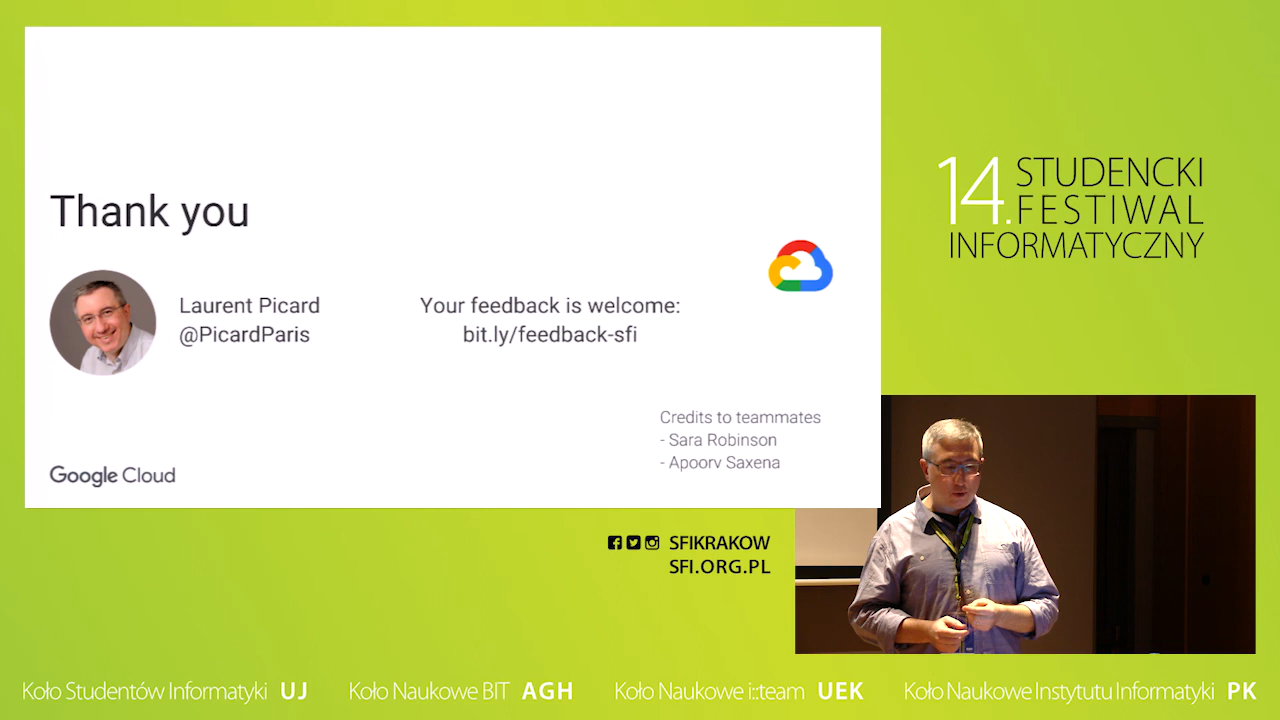 Thank you
Laurent Picard
@PicardParis
Your feedback is welcome:
bit.ly/feedback-sfi
Credits to teammates
- Sara Robinson
- Apoorv Saxena
Google Cloud
14. STUDENCKI
FESTIWAL
INFORMATYCZNY
SFIKRAKOW
SFI.ORG.PL
Koło Studentów Informatyki UJ
Koło Naukowe BIT AGH
Koło Naukowe i::team UEK
Koło Naukowe Instytutu Informatyki PK